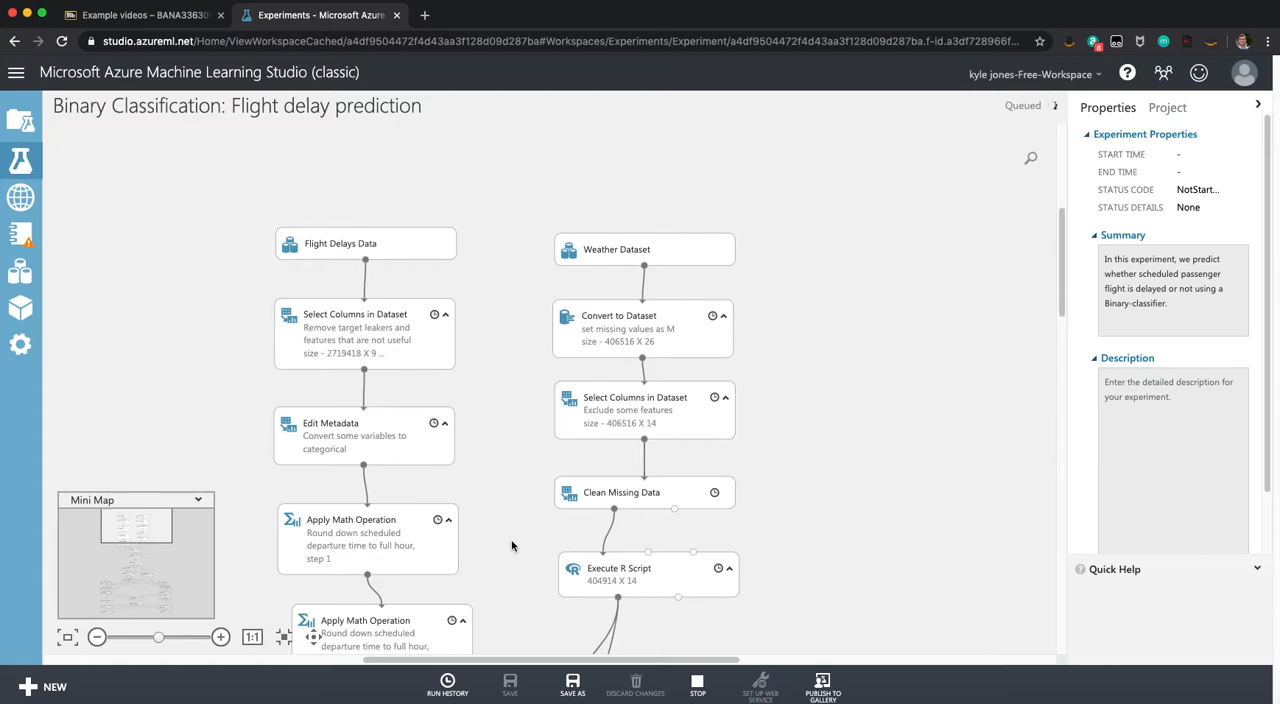 Example videos – BANA3363
Experiments - Microsoft Azure
studio.azureml.net/Home/ViewWorkspaceCached/a4df9504472f4d43aa3f128d09d287ba#Workspaces/Experiments/Experiment/a4df9504472f4d43aa3f128d09d287ba.f-id.a3df728966f...
8
Microsoft Azure Machine Learning Studio (classic)
kyle jones-Free-Workspace
Binary Classification: Flight delay prediction
Queued
Flight Delays Data
Select Columns in Dataset
Remove target leakers and
features that are not useful
size - 2719418 X 9 ...
Edit Metadata
Convert some variables to
categorical
Apply Math Operation
Round down scheduled
departure time to full hour,
step 1
Apply Math Operation
Round down scheduled
departure time to full hour,
Weather Dataset
Convert to Dataset
set missing values as M
size - 406516 X 26
Select Columns in Dataset
Exclude some features
size - 406516 X 14
Clean Missing Data
Execute R Script
404914 X 14
Mini Map
1:1
Properties Project
Experiment Properties
START TIME -
END TIME -
STATUS CODE NotStart...
STATUS DETAILS None
Summary
In this experiment, we predict
whether scheduled passenger
flight is delayed or not using a
Binary-classifier.
Description
Enter the detailed description for
your experiment.
Quick Help
NEW
RUN HISTORY
SAVE
SAVE AS
DISCARD CHANGES
STOP
SET UP WEB
SERVICE
PUBLISH TO
GALLERY